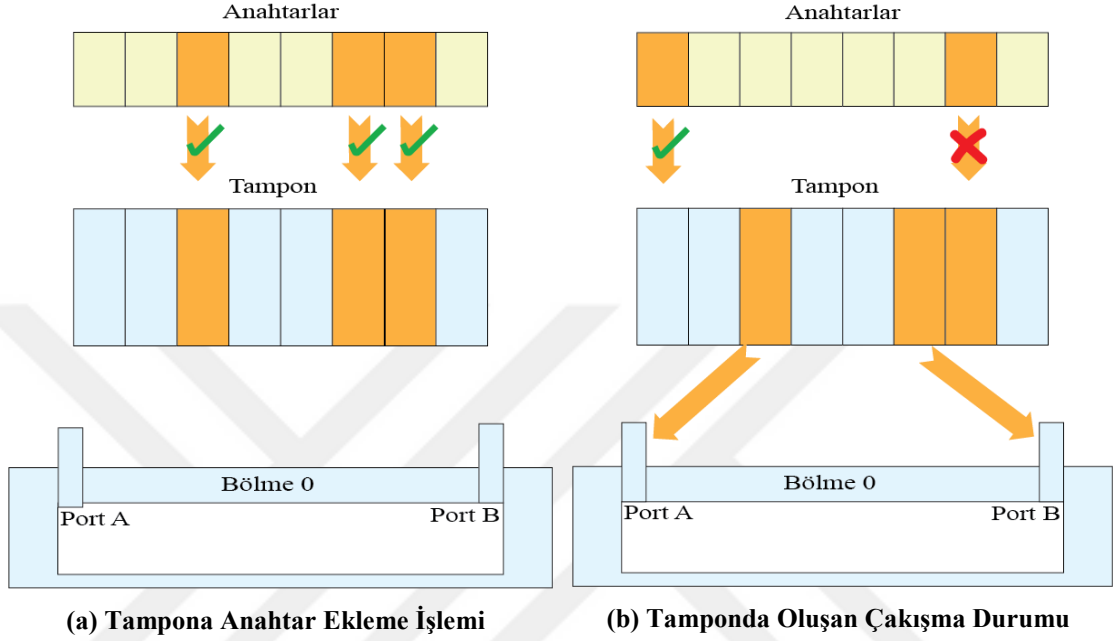 Anahtarlar
Tampon
Bölme 0
Port A
Port B
(a) Tampona Anahtar Ekleme İşlemi
Anahtarlar
Tampon
Bölme 0
Port A
Port B
(b) Tamponda Oluşan Çakışma Durumu